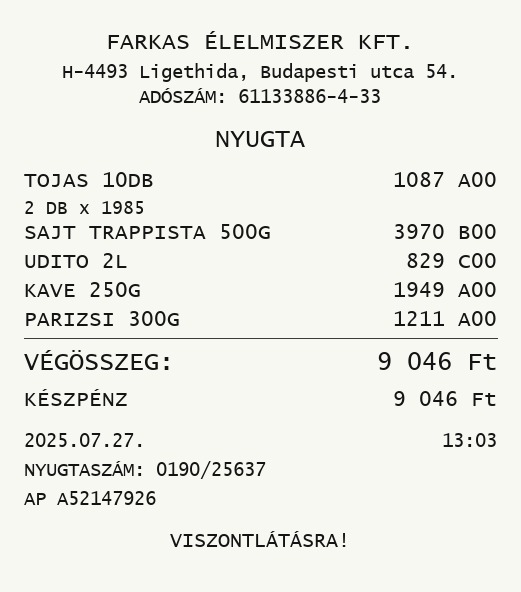 FARKAS ÉLELMISZER KFT.
H-4493 Ligethida, Budapesti utca 54.
ADÓSZÁM: 61133886-4-33
NYUGTA
TOJAS 10DB 1087 A00
2 DB x 1985
SAJT TRAPPISTA 500G 3970 B00
UDITO 2L 829 C00
KAVE 250G 1949 A00
PARIZSI 300G 1211 A00
VÉGÖSSZEG: 9 046 Ft
KÉSZPÉNZ 9 046 Ft
2025.07.27. 13:03
NYUGTASZÁM: 0190/25637
AP A52147926
VISZONTLÁTÁSRA!